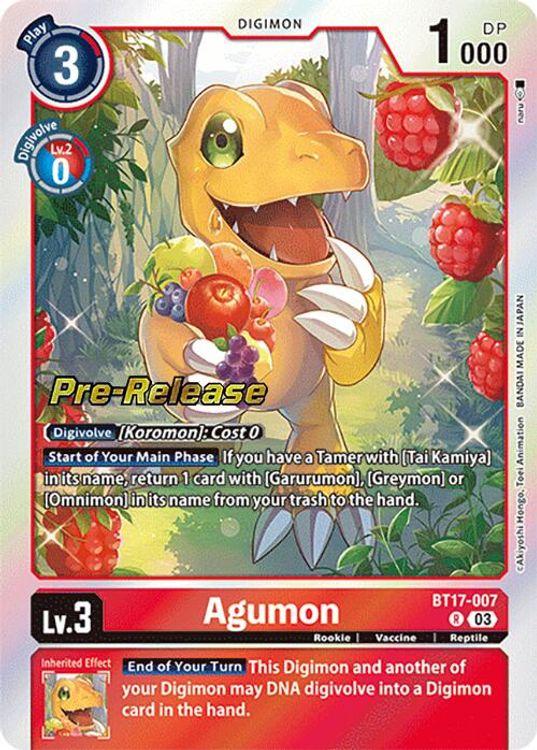 DIGIMON
Play
3
1000
DP
Digivolve
Lv.2
0
naru
©Akiyoshi Hongo, Toei Animation BANDAI MADE IN JAPAN
Pre-Release
Digivolve [Koromon]: Cost 0
Start of Your Main Phase If you have a Tamer with [Tai Kamiya]
in its name, return 1 card with [Garurumon], [Greymon] or
[Omnimon] in its name from your trash to the hand.
Lv.3
Agumon
BT17-007
R 03
Rookie | Vaccine | Reptile
Inherited Effect
End of Your Turn This Digimon and another of
your Digimon may DNA digivolve into a Digimon
card in the hand.